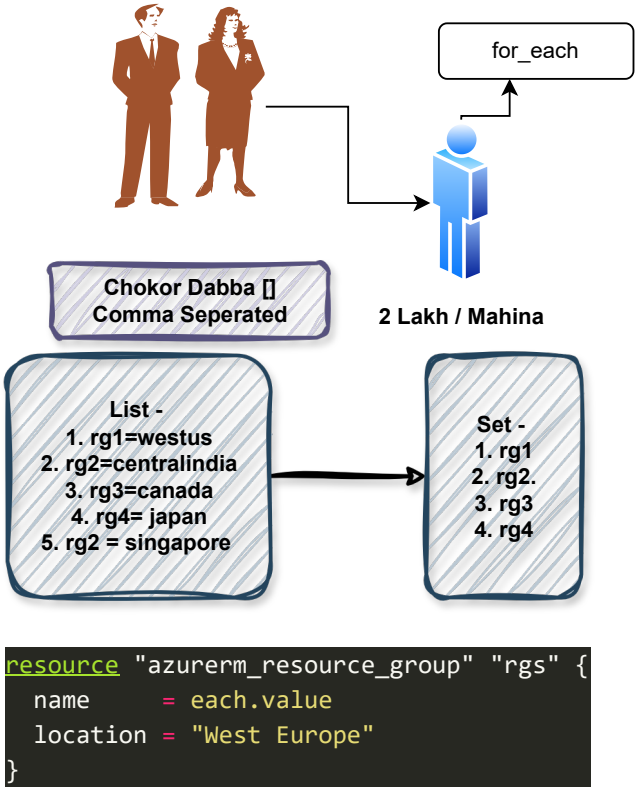 for_each
Chokor Dabba []
Comma Seperated
2 Lakh / Mahina
List -
1. rg1=westus
2. rg2=centralindia
3. rg3=canada
4. rg4= japan
5. rg2 = singapore
Set -
1. rg1
2. rg2.
3. rg3
4. rg4
resource "azurerm_resource_group" "rgs" {
  name     = each.value
  location = "West Europe"
}